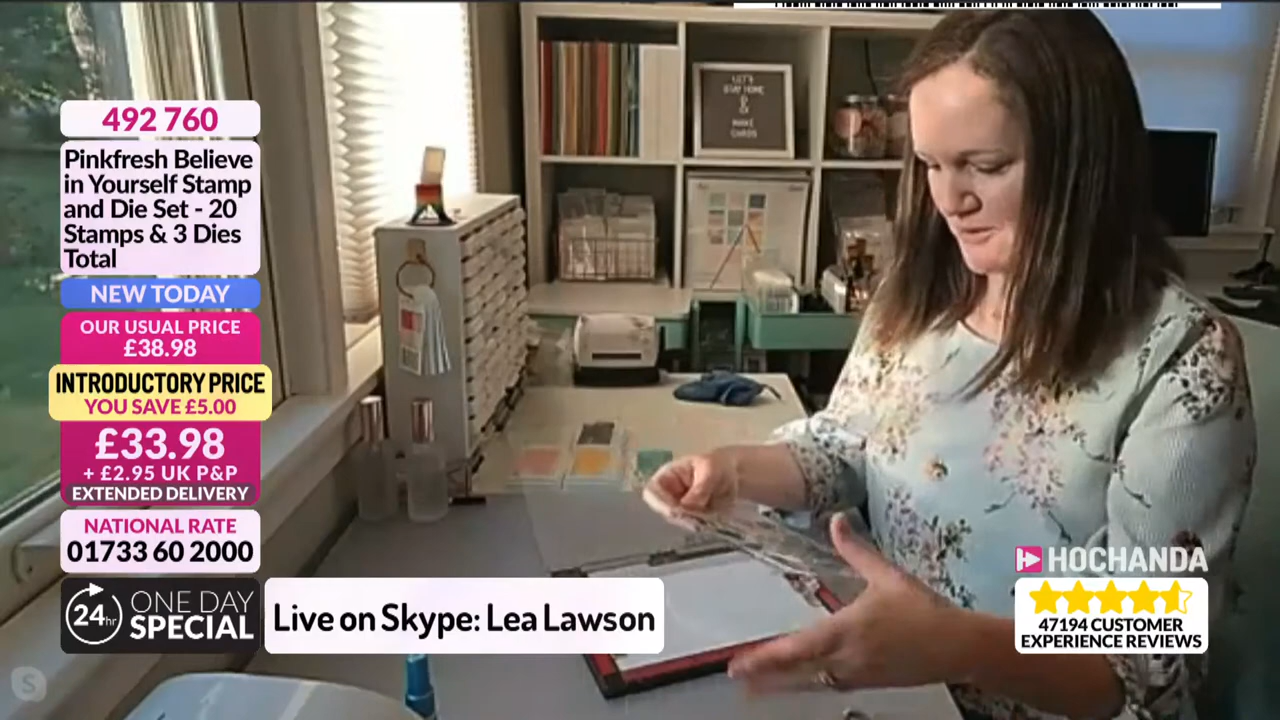 492 760
Pinkfresh Believe
in Yourself Stamp
and Die Set - 20
Stamps & 3 Dies
Total
NEW TODAY
OUR USUAL PRICE
£38.98
INTRODUCTORY PRICE
YOU SAVE £5.00
£33.98
+ £2.95 UK P&P
EXTENDED DELIVERY
NATIONAL RATE
01733 60 2000
24hr
ONE DAY
SPECIAL
Live on Skype: Lea Lawson
LET'S
STAY HOME
&
MAKE
CARDS
HOCHANDA
47194 CUSTOMER
EXPERIENCE REVIEWS
S